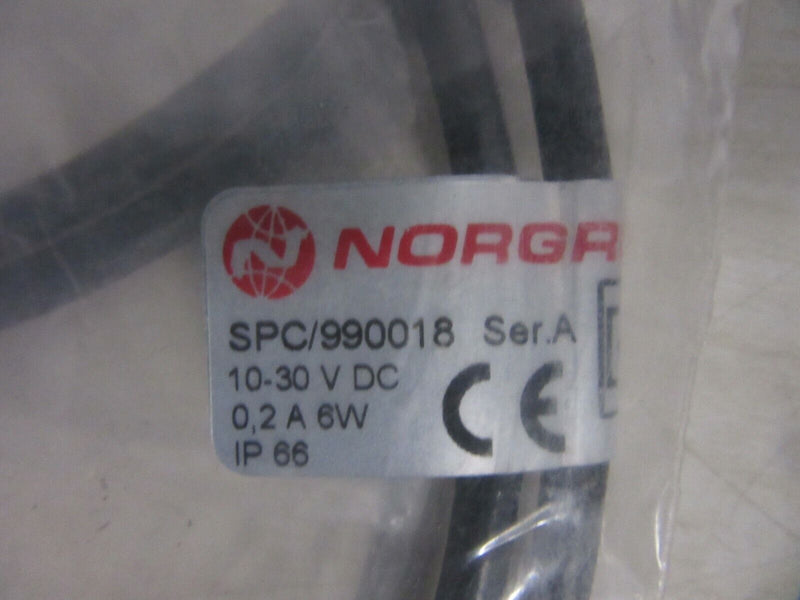 NORGR
SPC/990018 Ser.A
10-30 V DC
0,2 A 6W
IP 66
CE